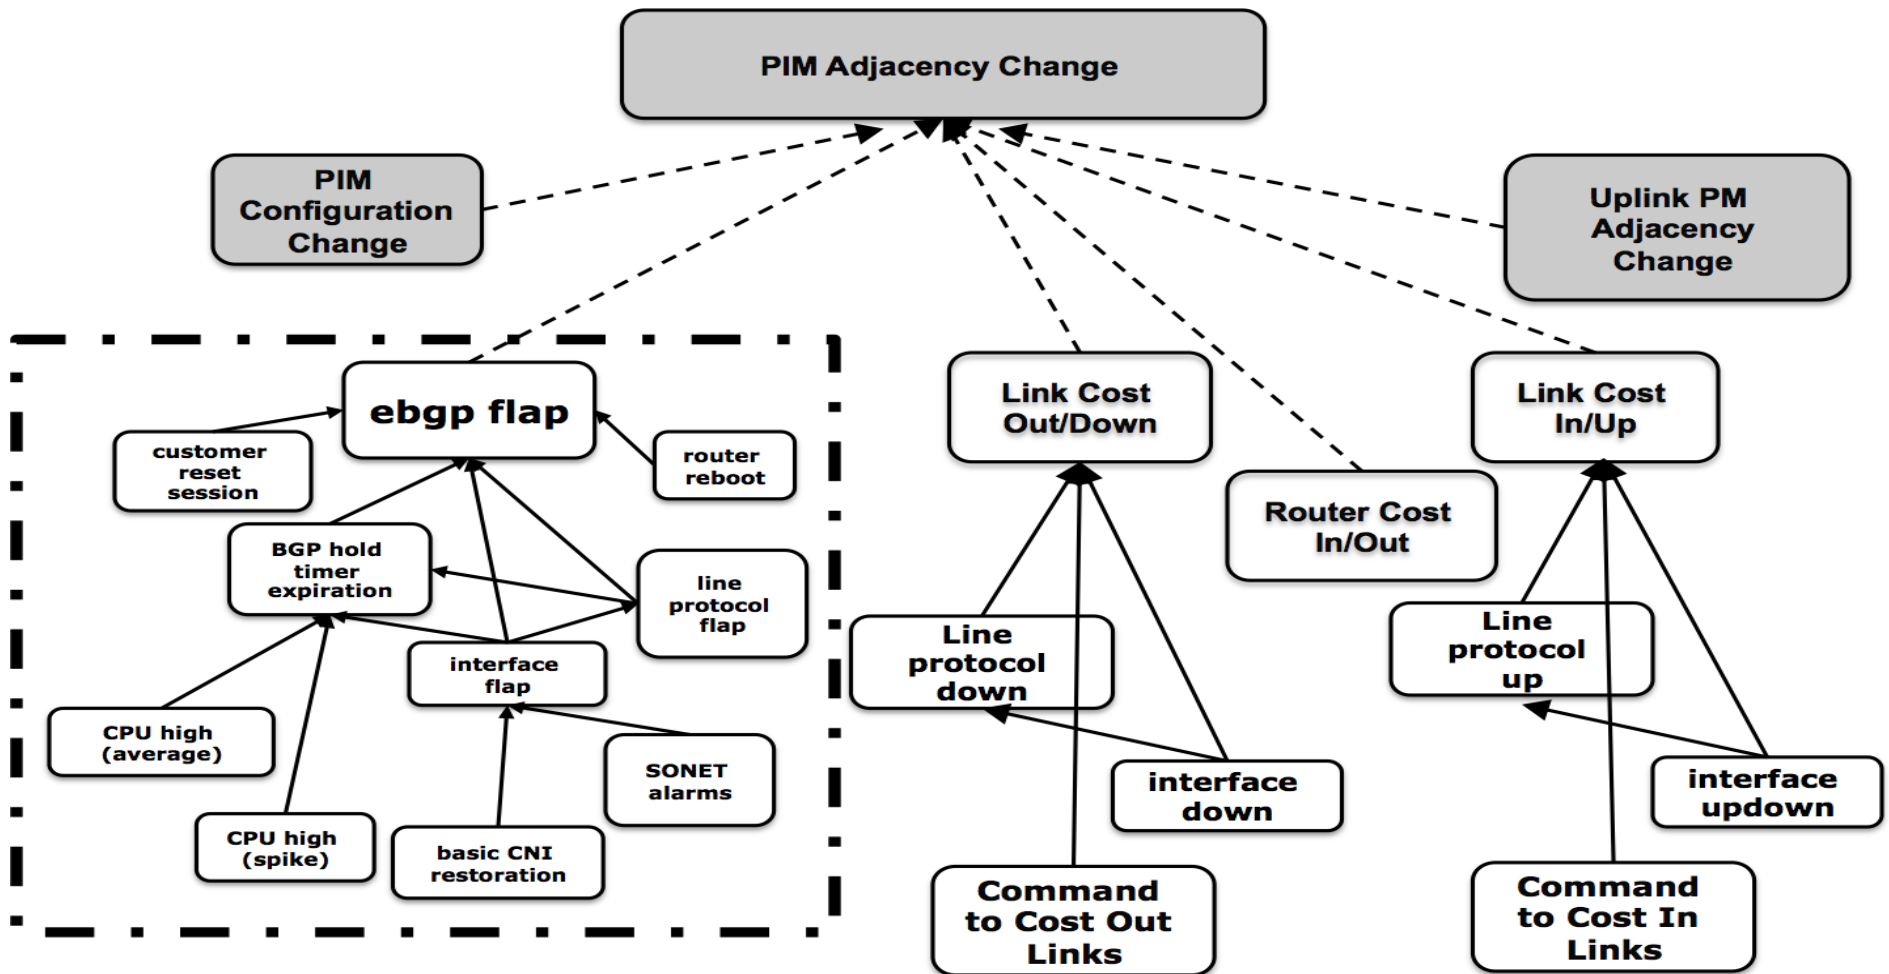 PIM Adjacency Change
PIM
Configuration
Change
Uplink PM
Adjacency
Change
ebgp flap
customer
reset
session
router
reboot
BGP hold
timer
expiration
line
protocol
flap
interface
flap
CPU high
(average)
SONET
alarms
CPU high
(spike)
basic CNI
restoration
Link Cost
Out/Down
Link Cost
In/Up
Router Cost
In/Out
Line
protocol
down
Line
protocol
up
interface
down
interface
updown
Command
to Cost Out
Links
Command
to Cost In
Links